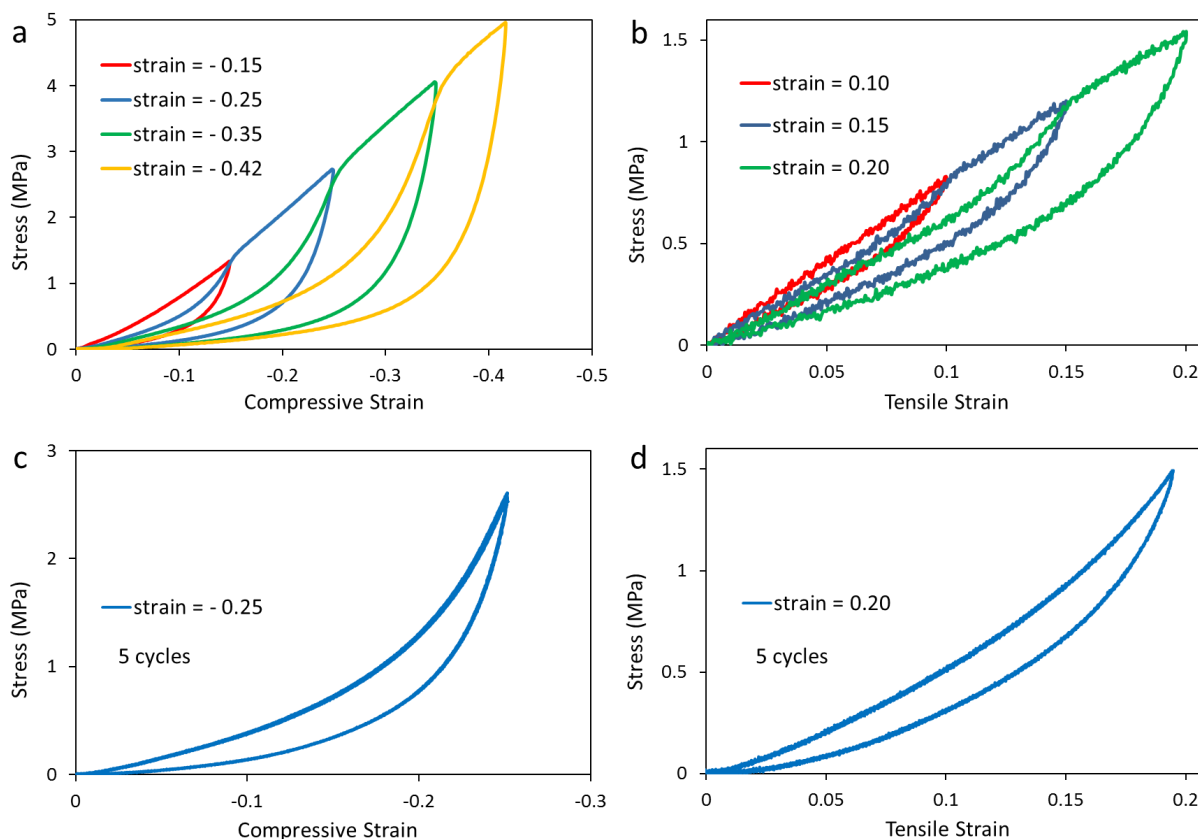 a
5
4
3
2
1
0
Stress (MPa)
strain = - 0.15
strain = - 0.25
strain = - 0.35
strain = - 0.42
0
-0.1
-0.2
-0.3
-0.4
-0.5
Compressive Strain
b
1.5
1
0.5
0
Stress (MPa)
strain = 0.10
strain = 0.15
strain = 0.20
0
0.05
0.1
0.15
0.2
Tensile Strain
c
3
2
1
0
Stress (MPa)
strain = - 0.25
5 cycles
0
-0.1
-0.2
-0.3
Compressive Strain
d
1.5
1
0.5
0
Stress (MPa)
strain = 0.20
5 cycles
0
0.05
0.1
0.15
0.2
Tensile Strain